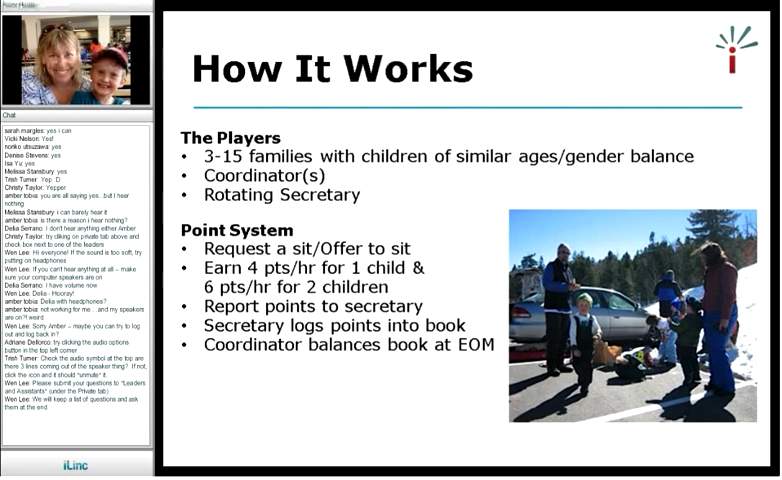 Chat
sarah margles: yes i can
Vicki Nelson: Yes!
noriko utsuzawa: yes
Denise Stevens: yes
Isa Yu: yes
Melissa Stansbury: yes
Trish Turner: Yep :D
Christy Taylor: Yepper
amber tobia: you are all saying yes...but I hear
nothing
Melissa Stansbury: i can barely hear it
amber tobia: is there a reason i hear nothing?
Delia Serrano: I don't hear anything either Amber
Christy Taylor: try cliking on private tab above and
check box next to one of the leaders
Wen Lee: Hi everyone! If the sound is too soft, try
putting on headphones
Wen Lee: If you can't hear anything at all – make
sure your computer speakers are on
Delia Serrano: I have volume now
Wen Lee: Delia - Hooray!
amber tobia: Delia with headphones?
amber tobia: not working for me... and my speakers
are on?! weird
Wen Lee: Sorry Amber – maybe you can try to log
out and log back in?
Adriane Dellorco: try clicking the audio options
button in the top left corner
Trish Turner: Check the audio symbol at the top are
there 3 lines coming out of the speaker thing? If not,
click the icon and it should "unmute" it.
Wen Lee: Please submit your questions to "Leaders
and Assistants" (under the Private tab)
Wen Lee: We will keep a list of questions and ask
them at the end
iLinc
How It Works
The Players
• 3-15 families with children of similar ages/gender balance
• Coordinator(s)
• Rotating Secretary
Point System
• Request a sit/Offer to sit
• Earn 4 pts/hr for 1 child &
6 pts/hr for 2 children
• Report points to secretary
• Secretary logs points into book
• Coordinator balances book at EOM